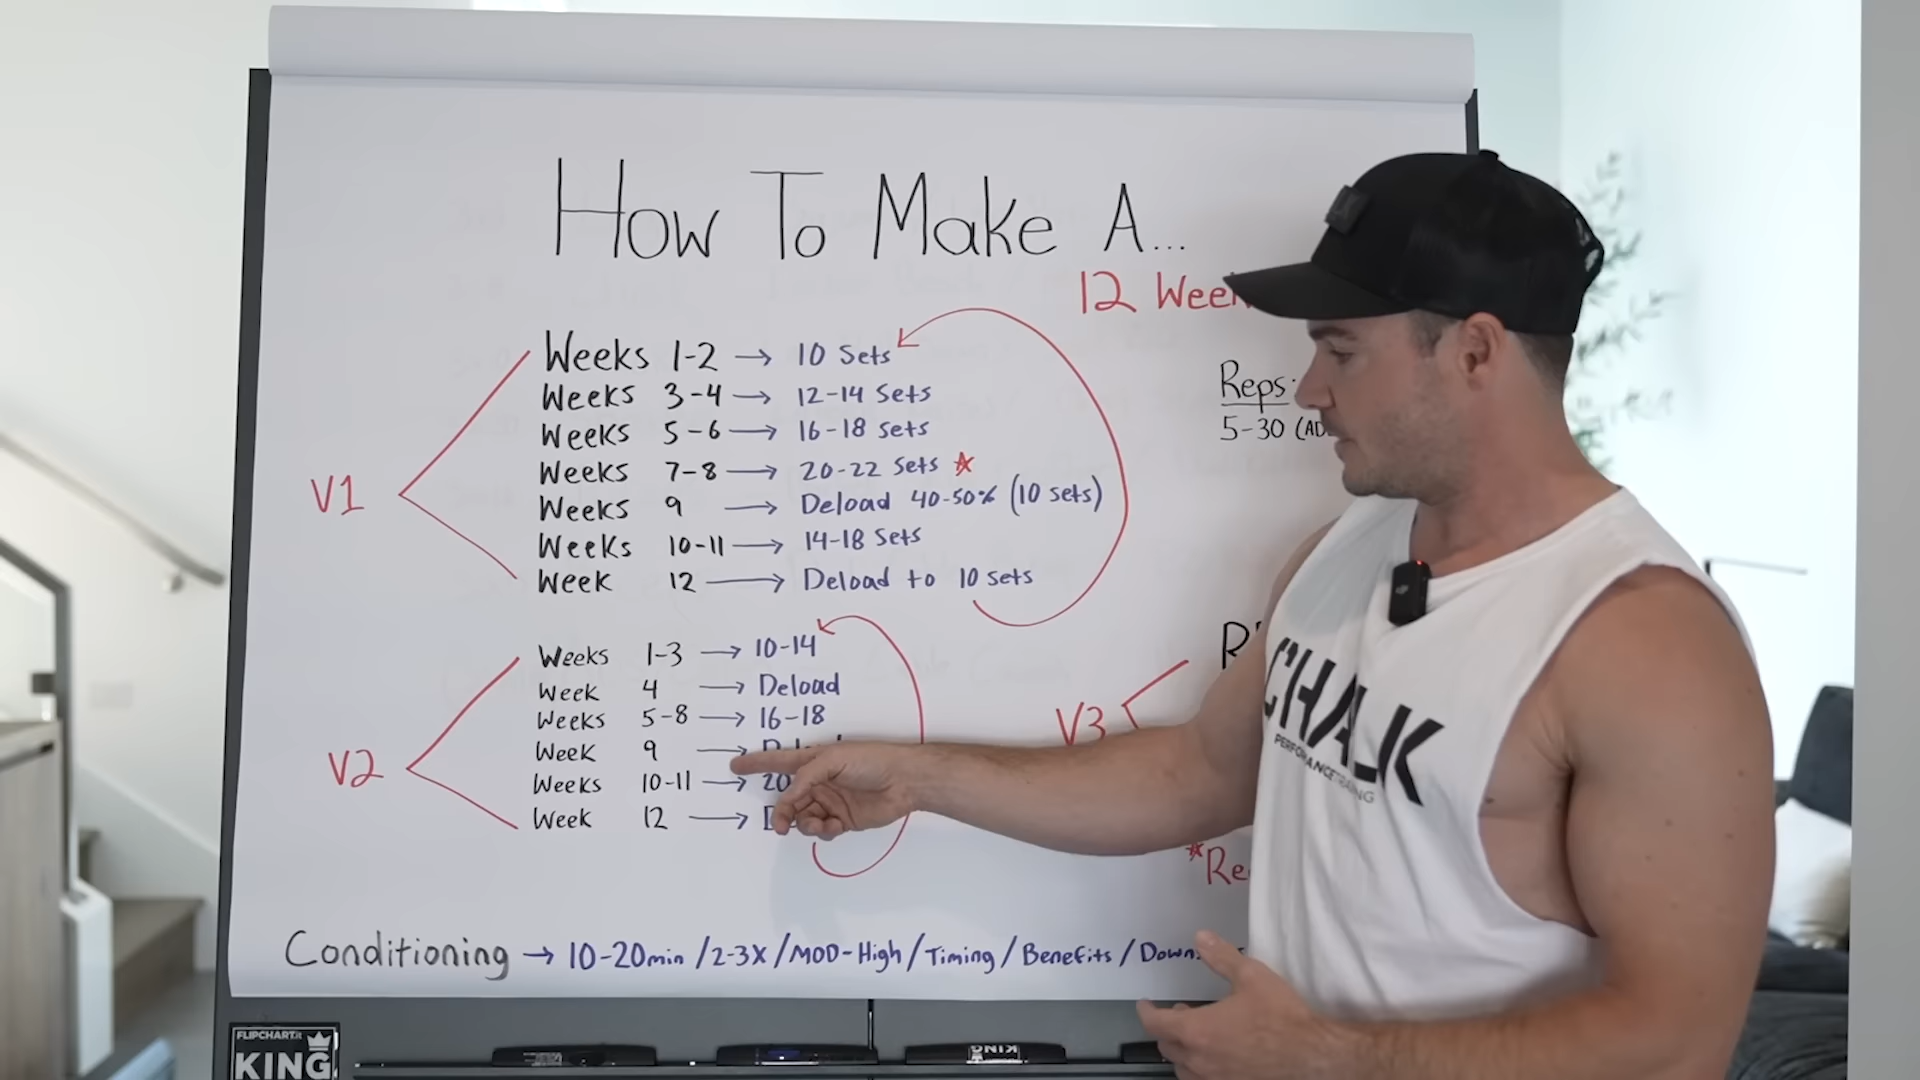 How To Make A...
12
V1
Weeks 1-2 → 10 Sets
Weeks 3-4 → 12-14 Sets
Weeks 5-6 → 16-18 Sets
Weeks 7-8 → 20-22 Sets
Weeks 9 → Deload 40-50% (10 Sets)
Weeks 10-11 → 14-18 Sets
Week 12 → Deload to 10 Sets
Reps:
5-30
V2
Weeks 1-3 → 10-14
Week 4 → Deload
Weeks 5-8 → 16-18
Week 9 →
Weeks 10-11 → 20
Week 12 →
V3
Conditioning → 10-20min / 2-3X / MOD-High / Timing / Benefits /
CHALK
PERFORMANCE TRAINING
FLIPCHART.it
KING
KING